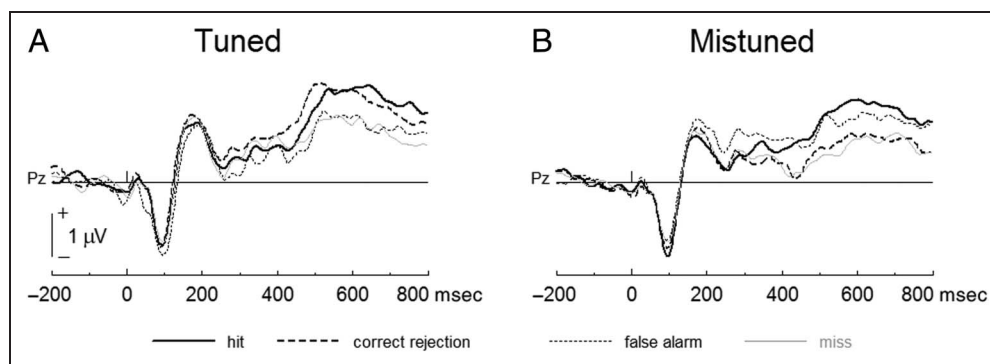 A Tuned B Mistuned
Pz Pz
+
1 μV
−
−200 0 200 400 600 800 msec −200 0 200 400 600 800 msec
hit correct rejection false alarm miss